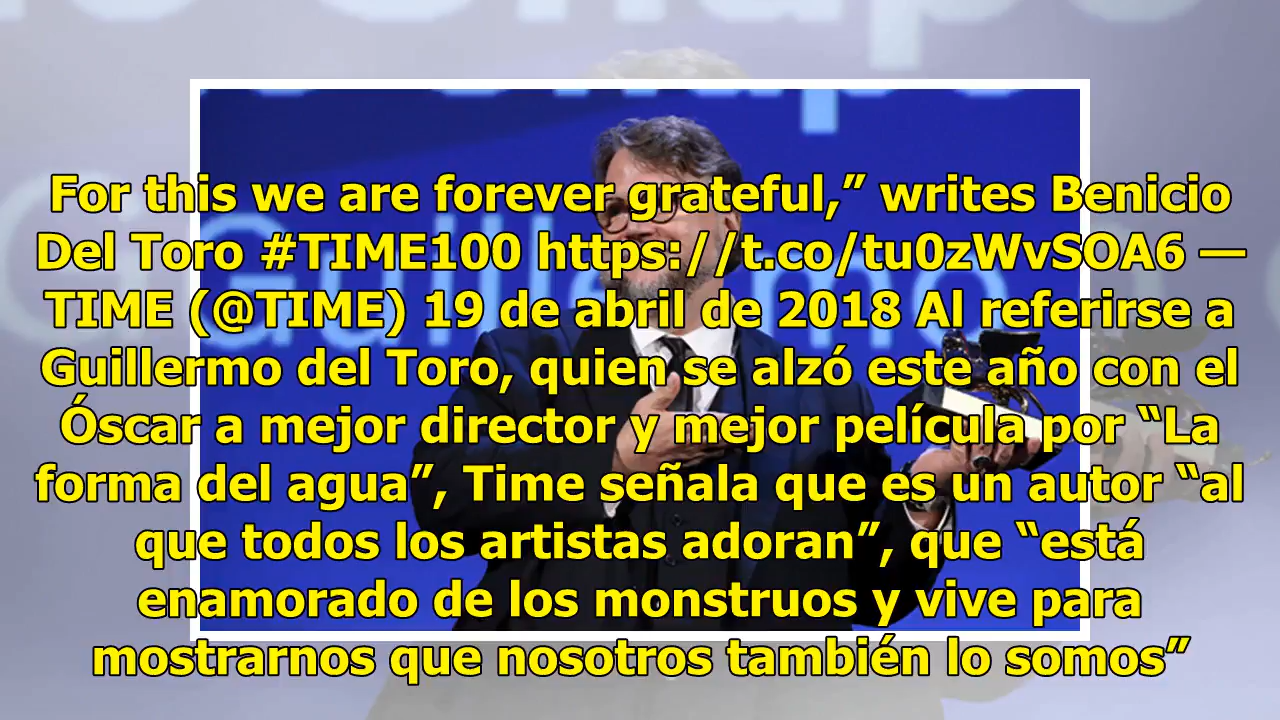 For this we are forever grateful,” writes Benicio
Del Toro #TIME100 https://t.co/tu0zWvSOA6 —
TIME (@TIME) 19 de abril de 2018 Al referirse a
Guillermo del Toro, quien se alzó este año con el
Óscar a mejor director y mejor película por “La
forma del agua”, Time señala que es un autor “al
que todos los artistas adoran”, que “está
enamorado de los monstruos y vive para
mostrarnos que nosotros también lo somos”